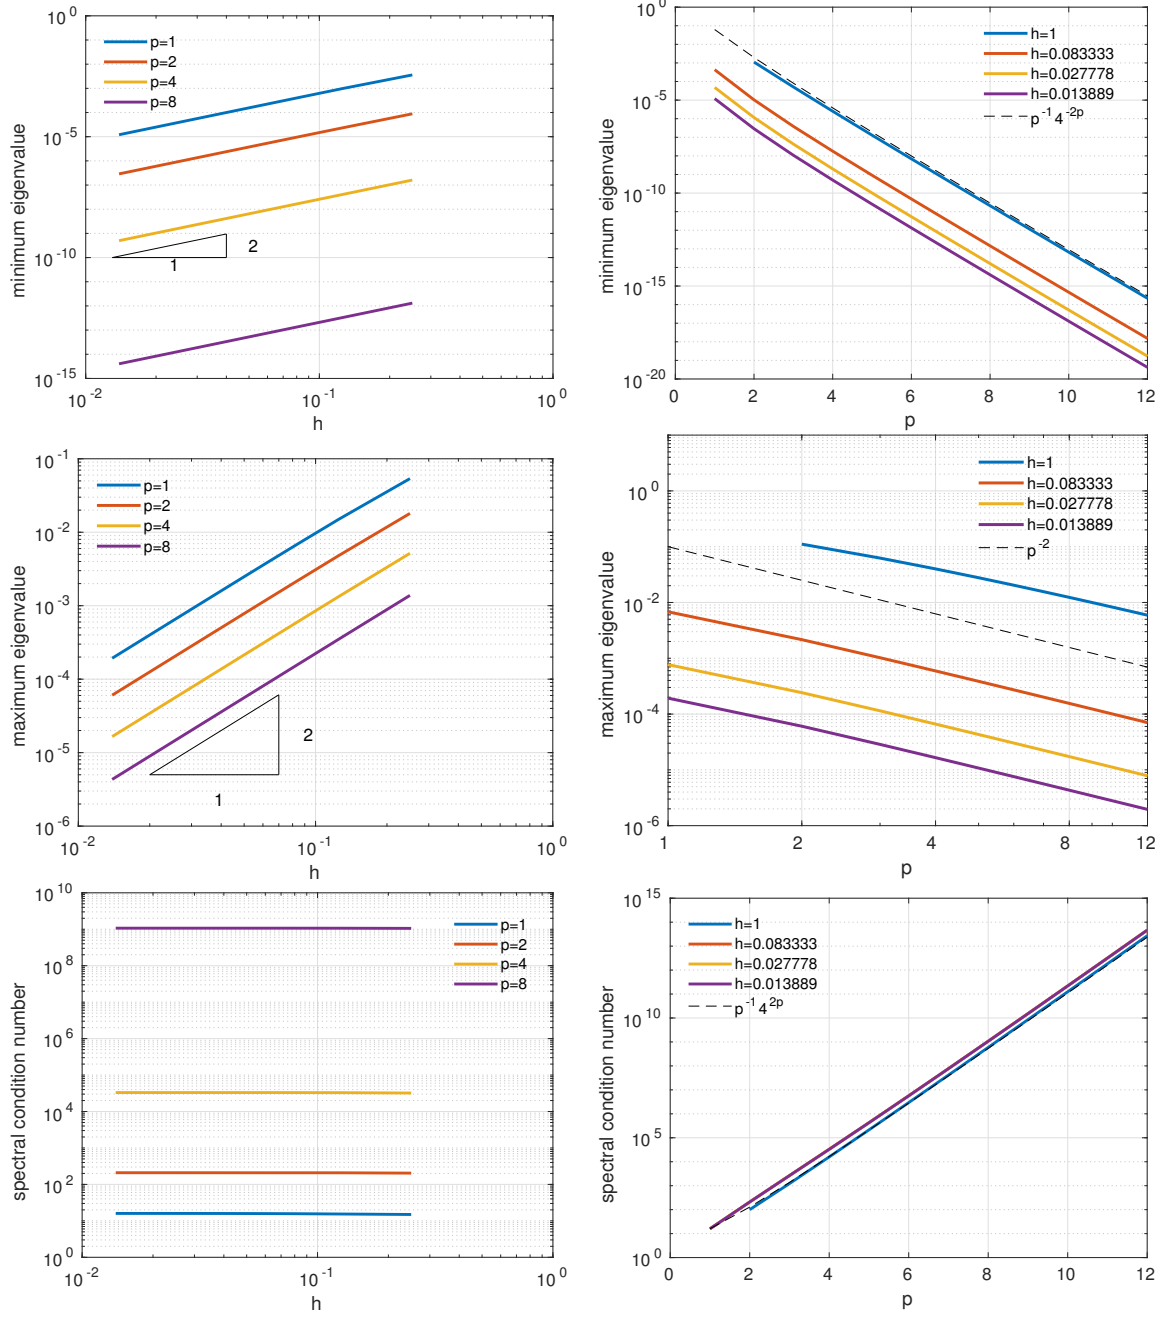 10^0
10^-5
10^-10
10^-15
minimum eigenvalue
p=1
p=2
p=4
p=8
2
1
10^-2
10^-1
10^0
h
10^0
10^-5
10^-10
10^-15
10^-20
minimum eigenvalue
h=1
h=0.083333
h=0.027778
h=0.013889
p^-1 4^-2p
0
2
4
6
8
10
12
p
10^-1
10^-2
10^-3
10^-4
10^-5
10^-6
maximum eigenvalue
p=1
p=2
p=4
p=8
2
1
10^-2
10^-1
10^0
h
10^0
10^-2
10^-4
10^-6
maximum eigenvalue
h=1
h=0.083333
h=0.027778
h=0.013889
p^-2
1
2
4
8
12
p
10^10
10^8
10^6
10^4
10^2
10^0
spectral condition number
p=1
p=2
p=4
p=8
10^-2
10^-1
10^0
h
10^15
10^10
10^5
10^0
spectral condition number
h=1
h=0.083333
h=0.027778
h=0.013889
p^-1 4^2p
0
2
4
6
8
10
12
p